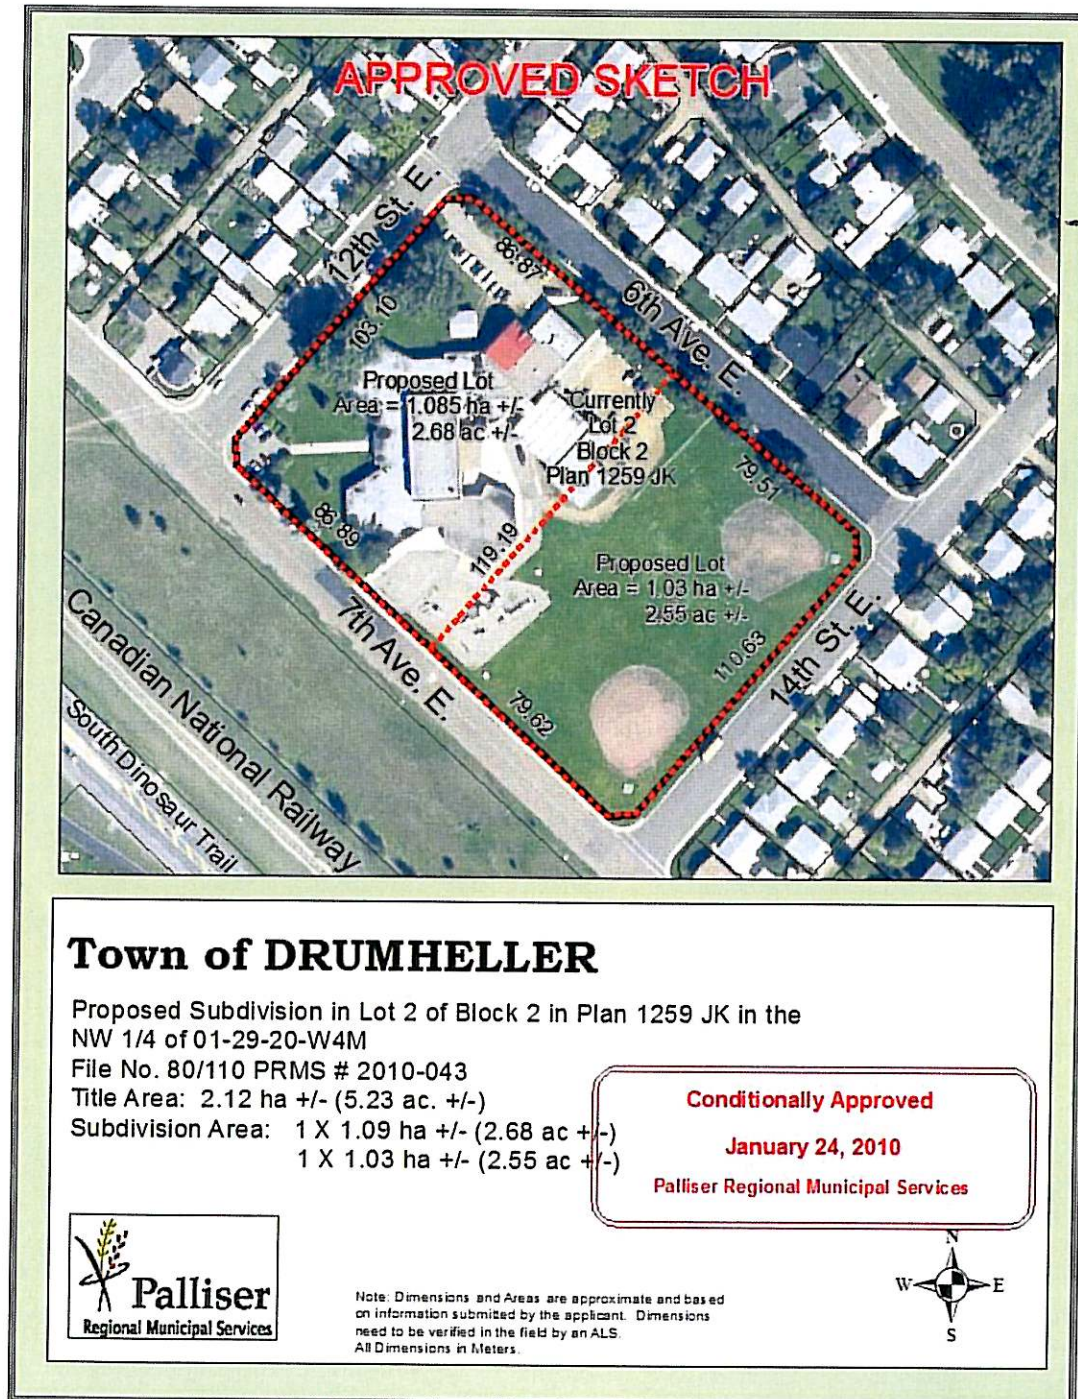 APPROVED SKETCH
12th St. E.
86.87
6th Ave. E.
103.10
Proposed Lot
Area = 1.085 ha +/-
2.68 ac +/-
Currently
Lot 2
Block 2
Plan 1259 JK
79.51
86.89
119.19
Proposed Lot
Area = 1.03 ha +/-
2.55 ac +/-
7th Ave. E.
110.63
14th St. E.
79.62
Canadian National Railway
South Dinosaur Trail
Town of DRUMHELLER
Proposed Subdivision in Lot 2 of Block 2 in Plan 1259 JK in the
NW 1/4 of 01-29-20-W4M
File No. 80/110 PRMS # 2010-043
Title Area: 2.12 ha +/- (5.23 ac. +/-)
Subdivision Area: 1 X 1.09 ha +/- (2.68 ac +/-)
1 X 1.03 ha +/- (2.55 ac +/-)
Conditionally Approved
January 24, 2010
Palliser Regional Municipal Services
Palliser
Regional Municipal Services
Note: Dimensions and Areas are approximate and based
on information submitted by the applicant. Dimensions
need to be verified in the field by an ALS.
All Dimensions in Meters.
N
W E
S